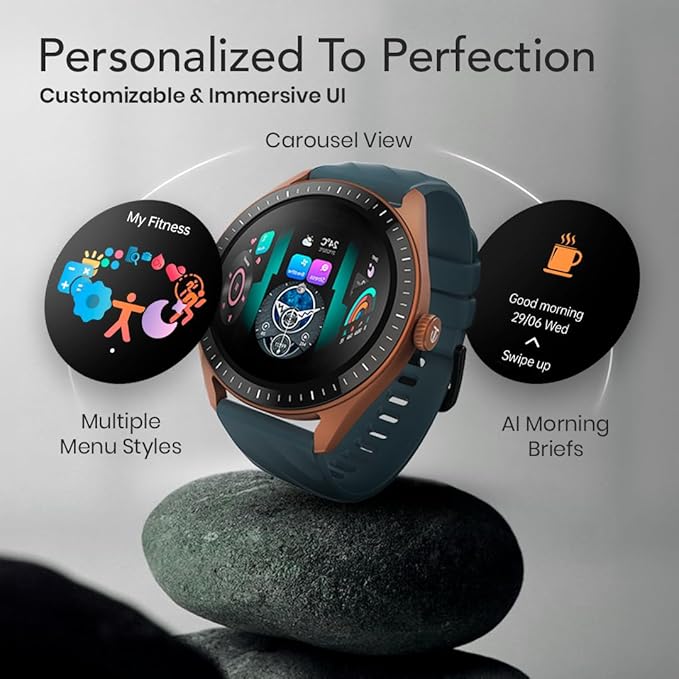 Personalized To Perfection
Customizable & Immersive UI
Carousel View
My Fitness
24°C
Good morning
29/06 Wed
Swipe up
Multiple
Menu Styles
AI Morning
Briefs